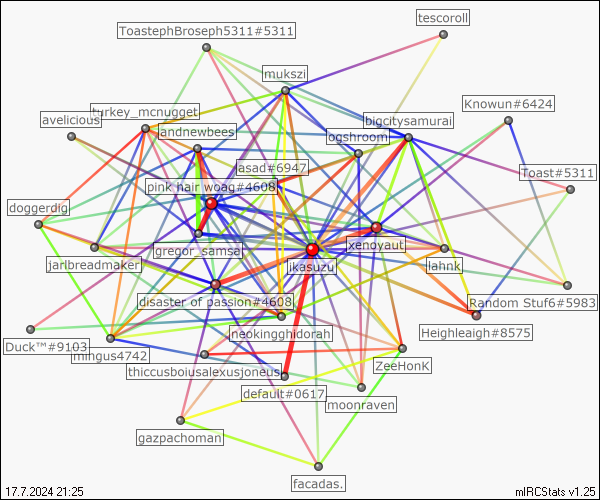 tescoroll
ToastephBroseph5311#5311
mukszi
Knowun#6424
avelicious
turkey_mcnugget
bigcitysamurai
landnewbees
ogshroom
asad#6947
Toast#5311
pink hair woag#4608
doggerdig
gregor_samsa
xenoyaut
jarlbreadmaker
ikasuzu
lahnk
disaster of passion#4608
Random Stuf6#5983
neokingghidorah
Heighleaigh#8575
Duck™#9103
mingus4742
thiccusboiusalexusjoneus
ZeeHonK
default#0617
moonraven
gazpachoman
facadas.
17.7.2024 21:25
mIRCStats v1.25